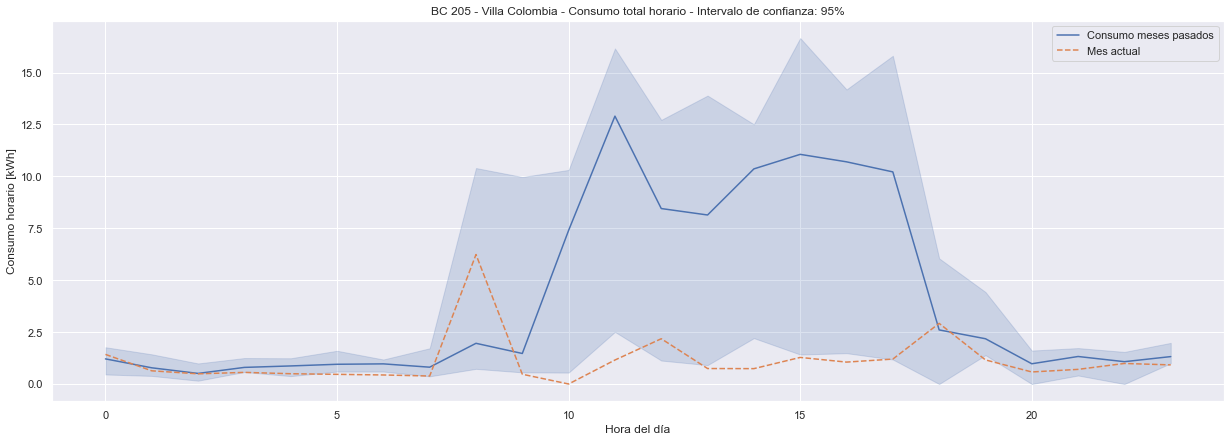 BC 205 - Villa Colombia - Consumo total horario - Intervalo de confianza: 95%
Consumo meses pasados
Mes actual
Consumo horario [kWh]
15.0
12.5
10.0
7.5
5.0
2.5
0.0
0 5 10 15 20
Hora del día